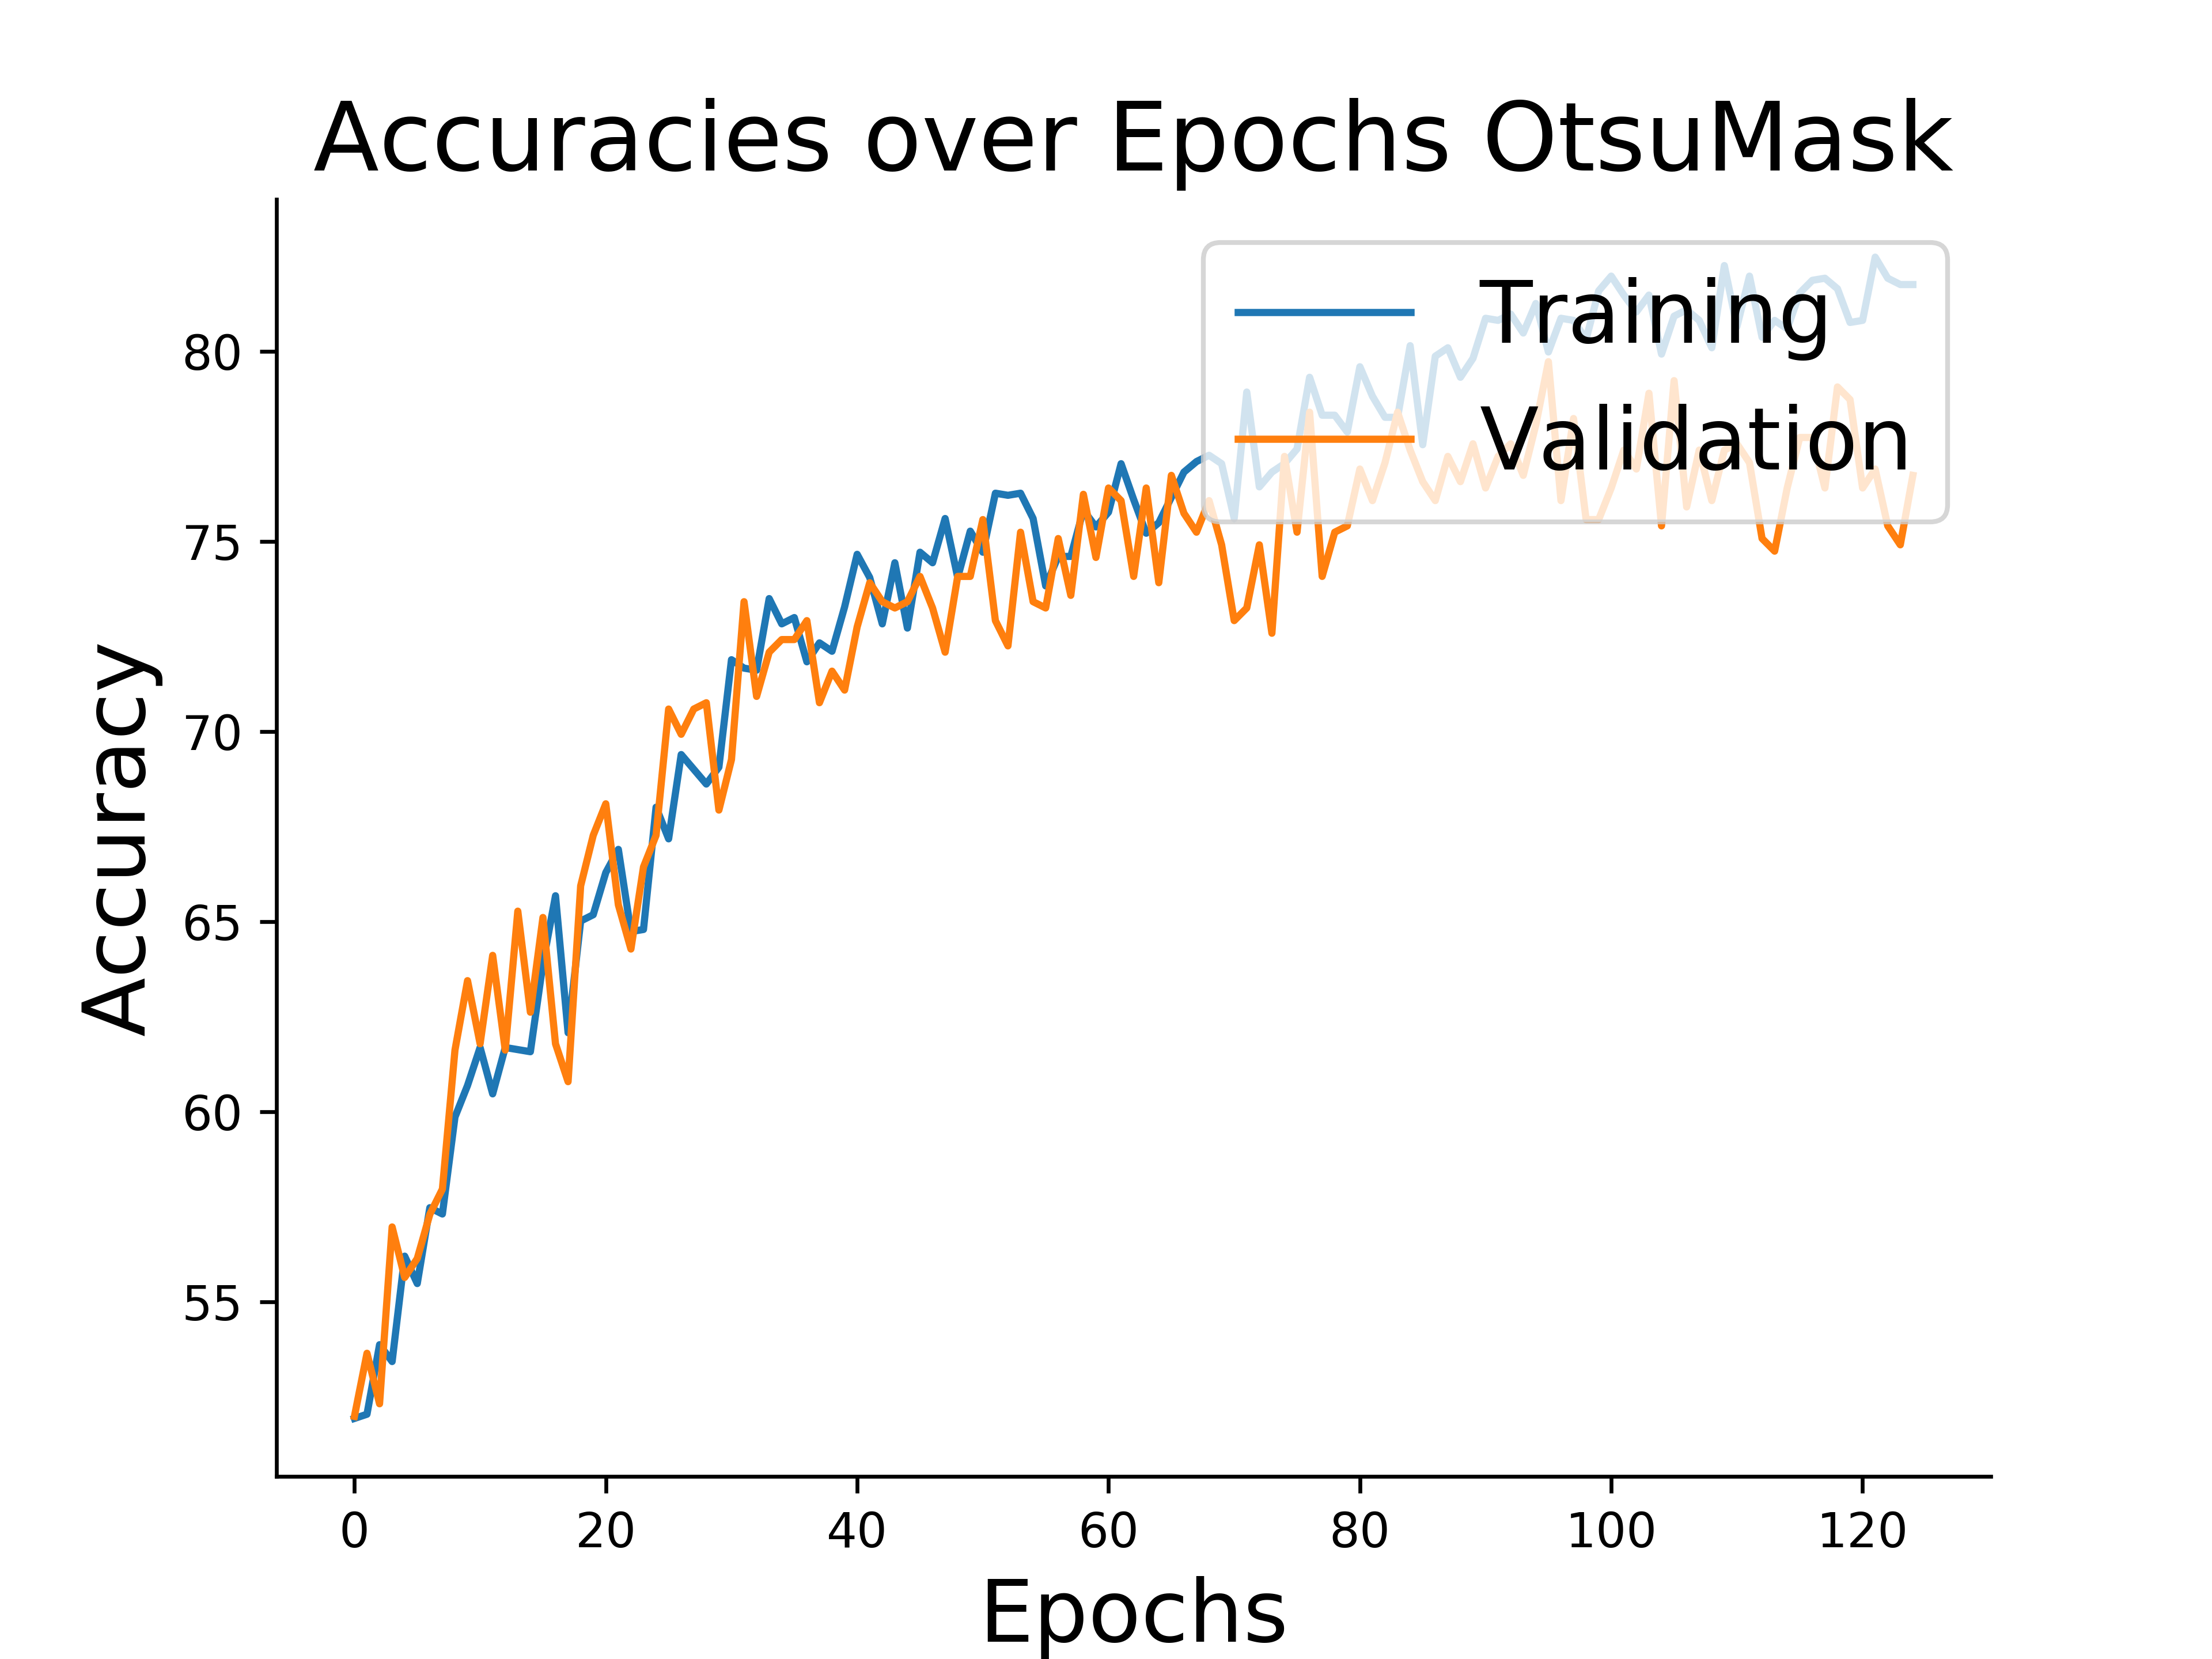 Accuracies over Epochs OtsuMask
Training
Validation
Accuracy
80
75
70
65
60
55
0 20 40 60 80 100 120
Epochs